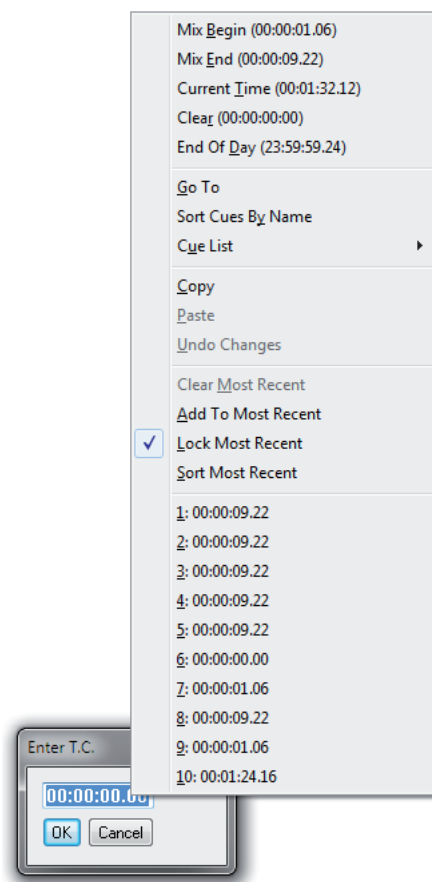 Mix Begin (00:00:01.06)
Mix End (00:00:09.22)
Current Time (00:01:32.12)
Clear (00:00:00:00)
End Of Day (23:59:59.24)
Go To
Sort Cues By Name
Cue List
Copy
Paste
Undo Changes
Clear Most Recent
Add To Most Recent
Lock Most Recent
Sort Most Recent
1: 00:00:09.22
2: 00:00:09.22
3: 00:00:09.22
4: 00:00:09.22
5: 00:00:09.22
6: 00:00:00.00
7: 00:00:01.06
8: 00:00:09.22
9: 00:00:01.06
10: 00:01:24.16
Enter T.C.
00:00:00.00
OK Cancel